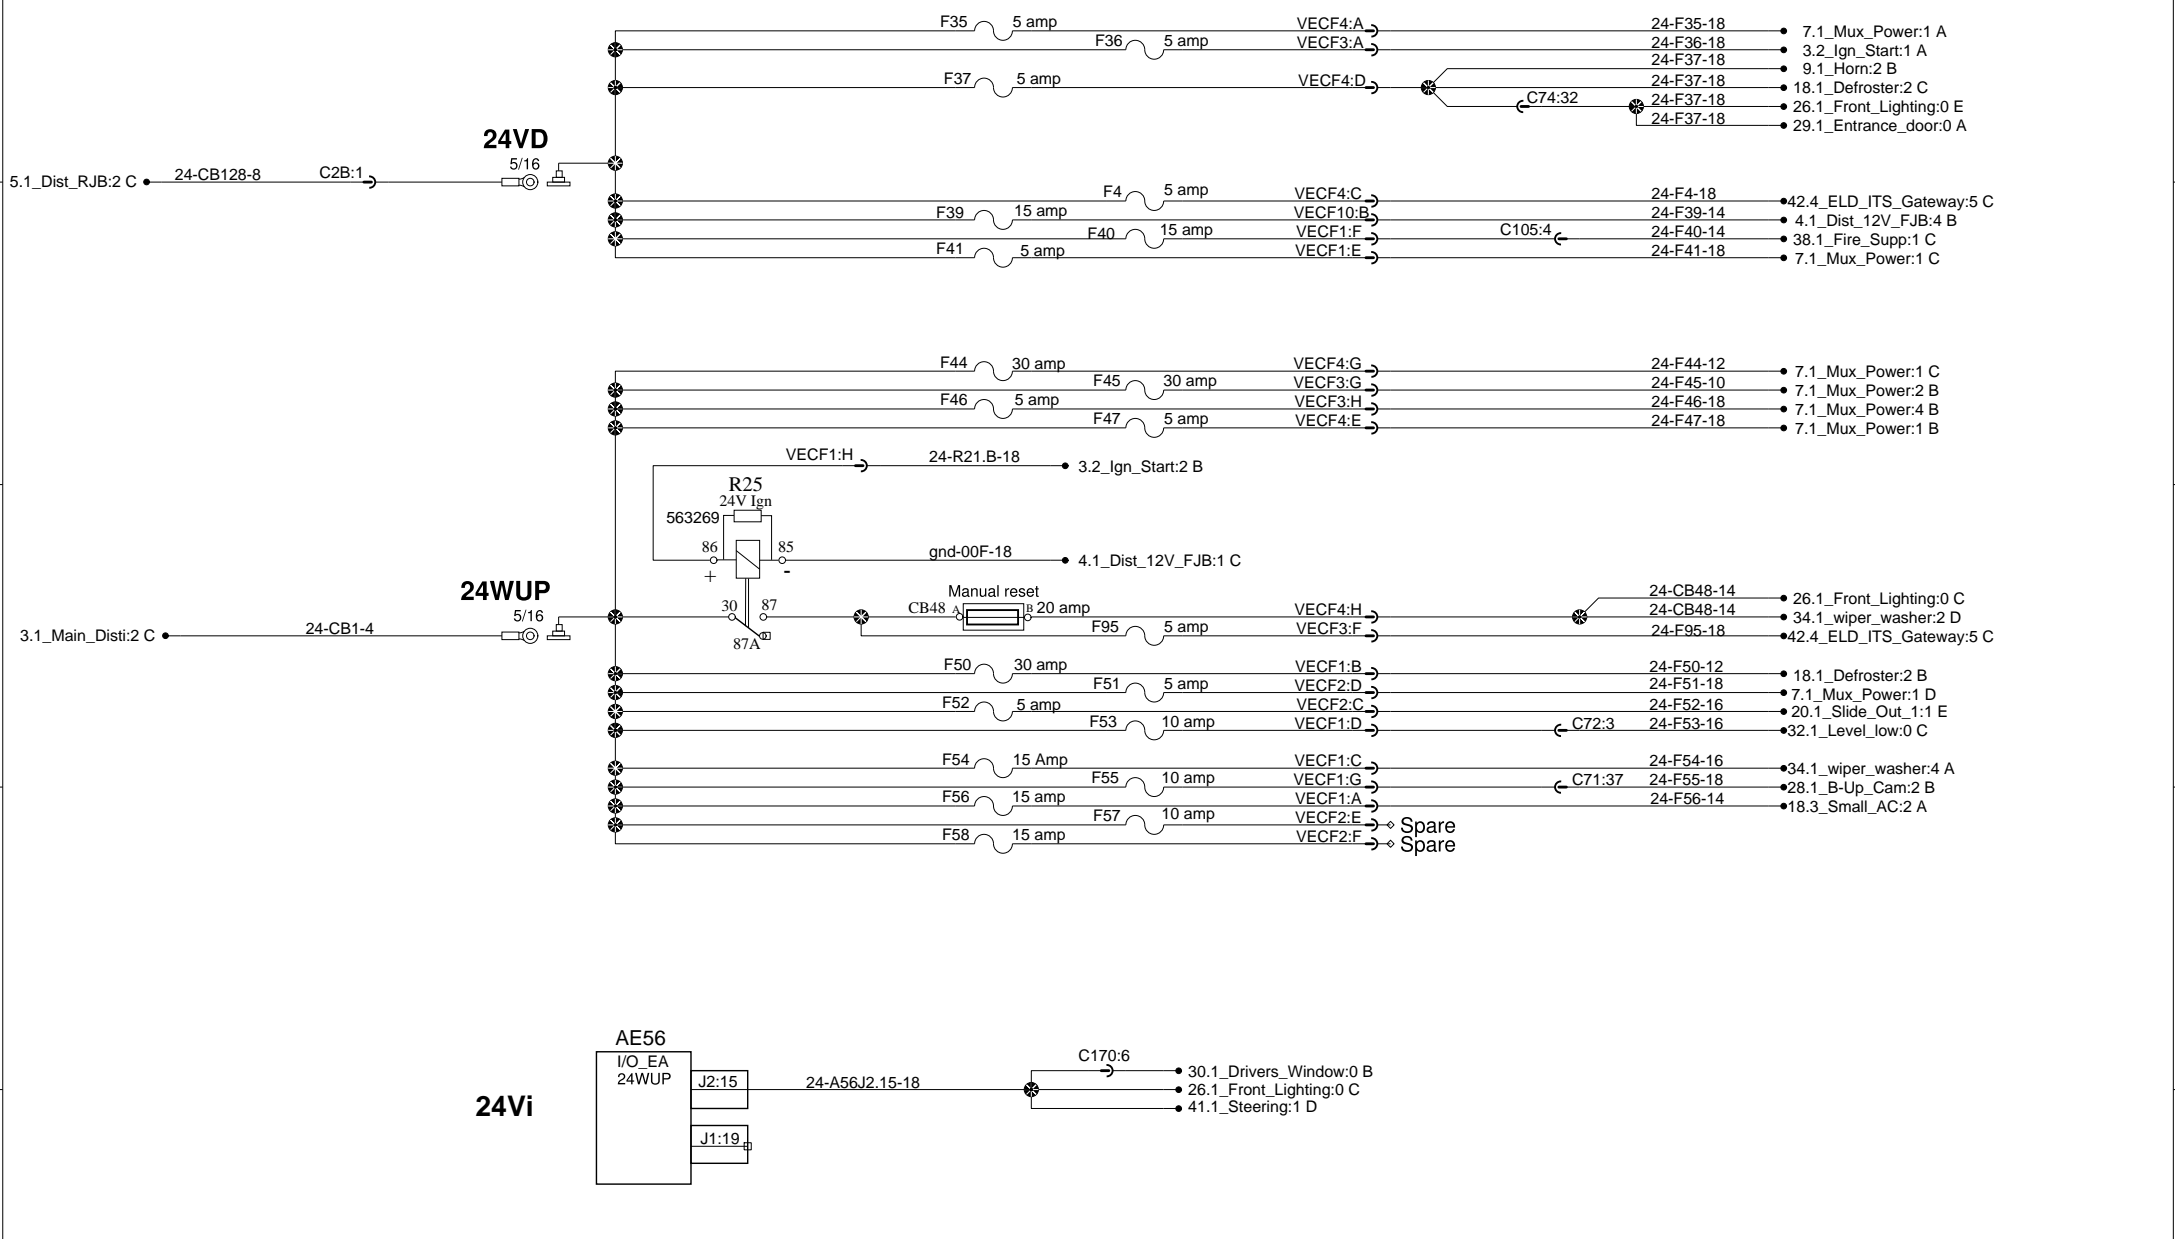 F35 5 amp VECF4:A 24-F35-18 7.1_Mux_Power:1 A
F36 5 amp VECF3:A 24-F36-18 3.2_Ign_Start:1 A
24-F37-18 9.1_Horn:2 B
F37 5 amp VECF4:D 24-F37-18 18.1_Defroster:2 C
C74:32 24-F37-18 26.1_Front_Lighting:0 E
24-F37-18 29.1_Entrance_door:0 A
24VD
5/16
5.1_Dist_RJB:2 C 24-CB128-8 C2B:1
F4 5 amp VECF4:C 24-F4-18 42.4_ELD_ITS_Gateway:5 C
F39 15 amp VECF10:B 24-F39-14 4.1_Dist_12V_FJB:4 B
F40 15 amp VECF1:F C105:4 24-F40-14 38.1_Fire_Supp:1 C
F41 5 amp VECF1:E 24-F41-18 7.1_Mux_Power:1 C
F44 30 amp VECF4:G 24-F44-12 7.1_Mux_Power:1 C
F45 30 amp VECF3:G 24-F45-10 7.1_Mux_Power:2 B
F46 5 amp VECF3:H 24-F46-18 7.1_Mux_Power:4 B
F47 5 amp VECF4:E 24-F47-18 7.1_Mux_Power:1 B
VECF1:H 24-R21.B-18 3.2_Ign_Start:2 B
R25
24V Ign
563269
86 85 gnd-00F-18 4.1_Dist_12V_FJB:1 C
+ -
24WUP
5/16
3.1_Main_Disti:2 C 24-CB1-4
Manual reset
24-CB48-14 26.1_Front_Lighting:0 C
30 87 CB48 A B 20 amp VECF4:H 24-CB48-14 34.1_wiper_washer:2 D
87A F95 5 amp VECF3:F 24-F95-18 42.4_ELD_ITS_Gateway:5 C
F50 30 amp VECF1:B 24-F50-12 18.1_Defroster:2 B
F51 5 amp VECF2:D 24-F51-18 7.1_Mux_Power:1 D
F52 5 amp VECF2:C 24-F52-16 20.1_Slide_Out_1:1 E
F53 10 amp VECF1:D C72:3 24-F53-16 32.1_Level_low:0 C
F54 15 Amp VECF1:C 24-F54-16 34.1_wiper_washer:4 A
F55 10 amp VECF1:G C71:37 24-F55-18 28.1_B-Up_Cam:2 B
F56 15 amp VECF1:A 24-F56-14 18.3_Small_AC:2 A
F57 10 amp VECF2:E Spare
F58 15 amp VECF2:F Spare
AE56
I/O_EA
24WUP
24Vi
J2:15 24-A56J2.15-18
C170:6 30.1_Drivers_Window:0 B
26.1_Front_Lighting:0 C
41.1_Steering:1 D
J1:19